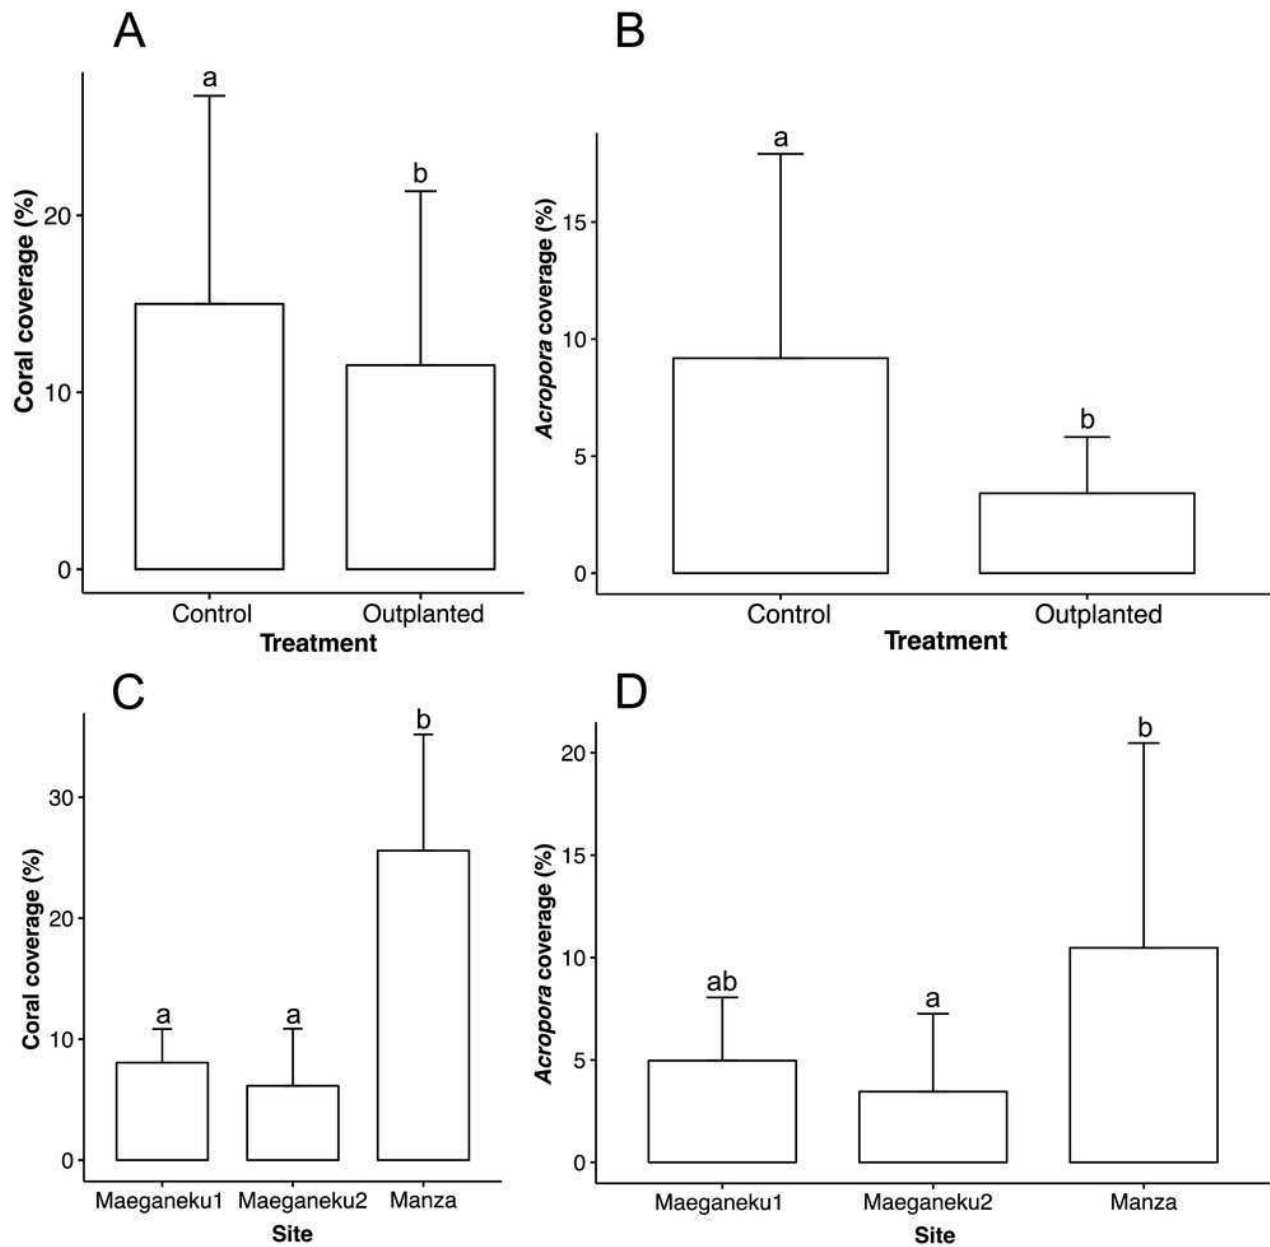 A
Coral coverage (%)
20
10
0
a
b
Control
Outplanted
Treatment
B
Acropora coverage (%)
15
10
5
0
a
b
Control
Outplanted
Treatment
C
Coral coverage (%)
30
20
10
0
a
a
b
Maeganeku1
Maeganeku2
Manza
Site
D
Acropora coverage (%)
20
15
10
5
0
ab
a
b
Maeganeku1
Maeganeku2
Manza
Site